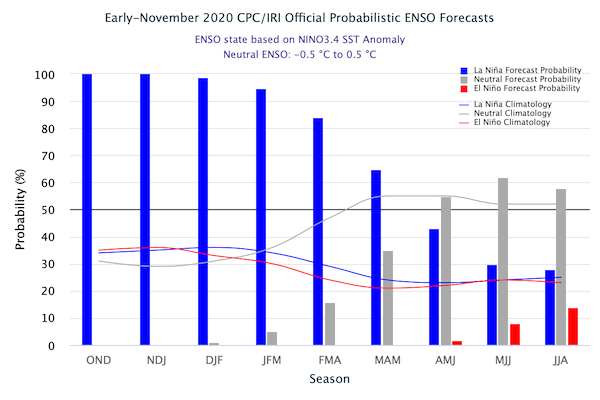 Early-November 2020 CPC/IRI Official Probabilistic ENSO Forecasts
ENSO state based on NINO3.4 SST Anomaly
Neutral ENSO: -0.5 °C to 0.5 °C
La Niña Forecast Probability
Neutral Forecast Probability
El Niño Forecast Probability
La Niña Climatology
Neutral Climatology
El Niño Climatology
Probability (%)
100
90
80
70
60
50
40
30
20
10
0
OND NDJ DJF JFM FMA MAM AMJ MJJ JJA
Season